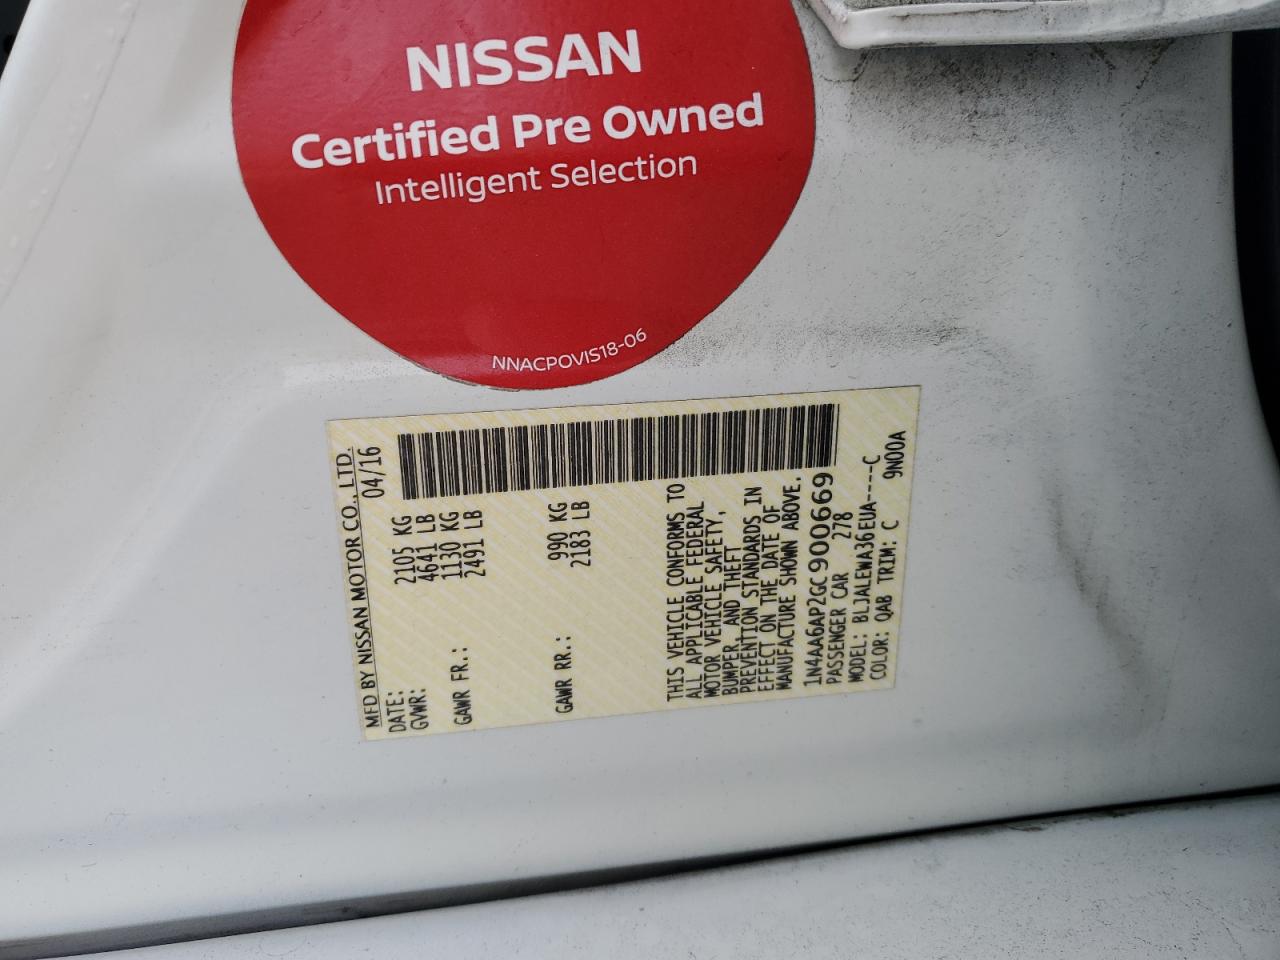 NISSAN
Certified Pre Owned
Intelligent Selection
NNACPOVIS18-06
MFD BY NISSAN MOTOR CO., LTD.
DATE: 04/16
GVWR: 2105 KG
4641 LB
GAWR FR.: 1130 KG
2491 LB
GAWR RR.: 990 KG
2183 LB
THIS VEHICLE CONFORMS TO
ALL APPLICABLE FEDERAL
MOTOR VEHICLE SAFETY,
BUMPER, AND THEFT
PREVENTION STANDARDS IN
EFFECT ON THE DATE OF
MANUFACTURE SHOWN ABOVE.
1N4AA6AP2GC900669
PASSENGER CAR 278
MODEL: BLJALEWA36EUA----C
COLOR: QAB TRIM: C 9N00A